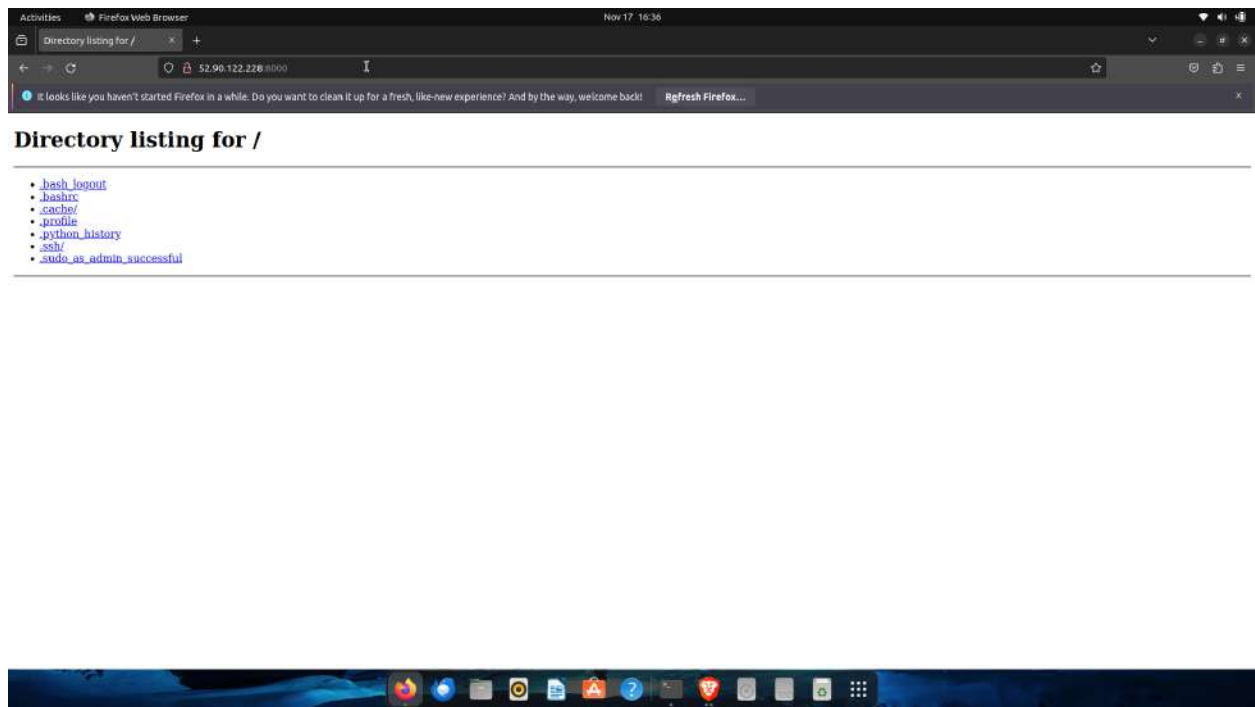 Activities Firefox Web Browser Nov 17 16:36
Directory listing for /
52.90.122.228:8000
It looks like you haven't started Firefox in a while. Do you want to clean it up for a fresh, like-new experience? And by the way, welcome back! Refresh Firefox...
Directory listing for /
.bash_logout
.bashrc
.cache/
.profile
.python_history
.ssh/
.sudo_as_admin_successful